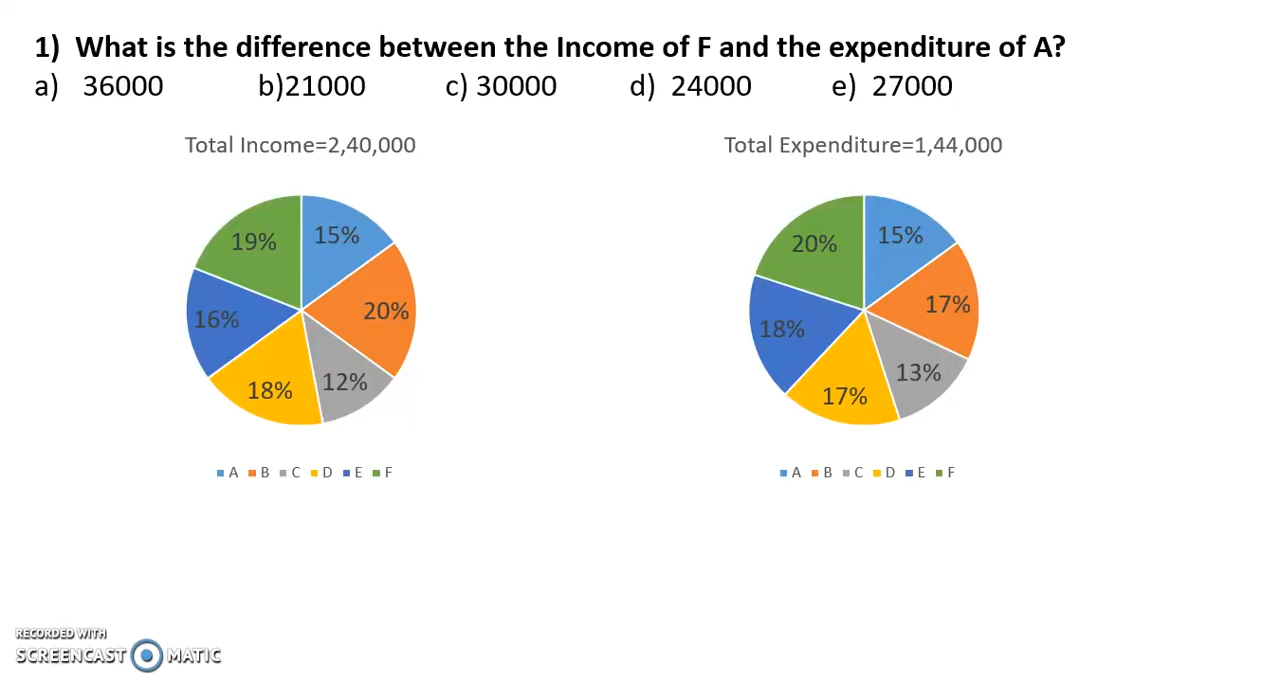 1) What is the difference between the Income of F and the expenditure of A?
a) 36000 b)21000 c) 30000 d) 24000 e) 27000
Total Income=2,40,000
15%
20%
12%
18%
16%
19%
A B C D E F
Total Expenditure=1,44,000
15%
17%
13%
17%
18%
20%
A B C D E F
RECORDED WITH
SCREENCAST MATIC